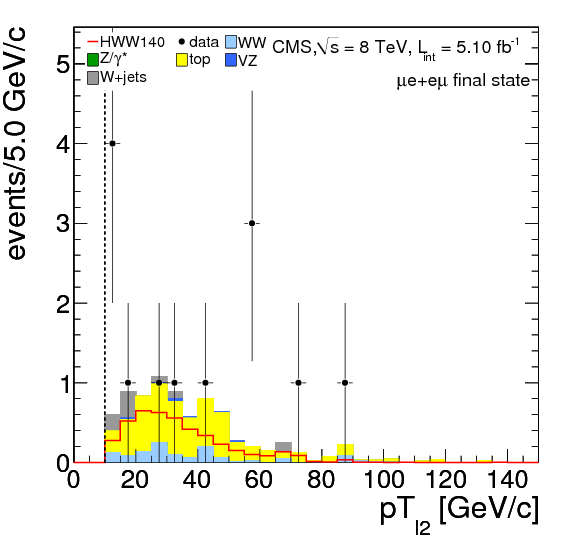 HWW140 data WW CMS,√s = 8 TeV, L_int = 5.10 fb⁻¹
Z/γ* top VZ
W+jets μe+eμ final state
events/5.0 GeV/c
5
4
3
2
1
0
0 20 40 60 80 100 120 140
pT_l2 [GeV/c]